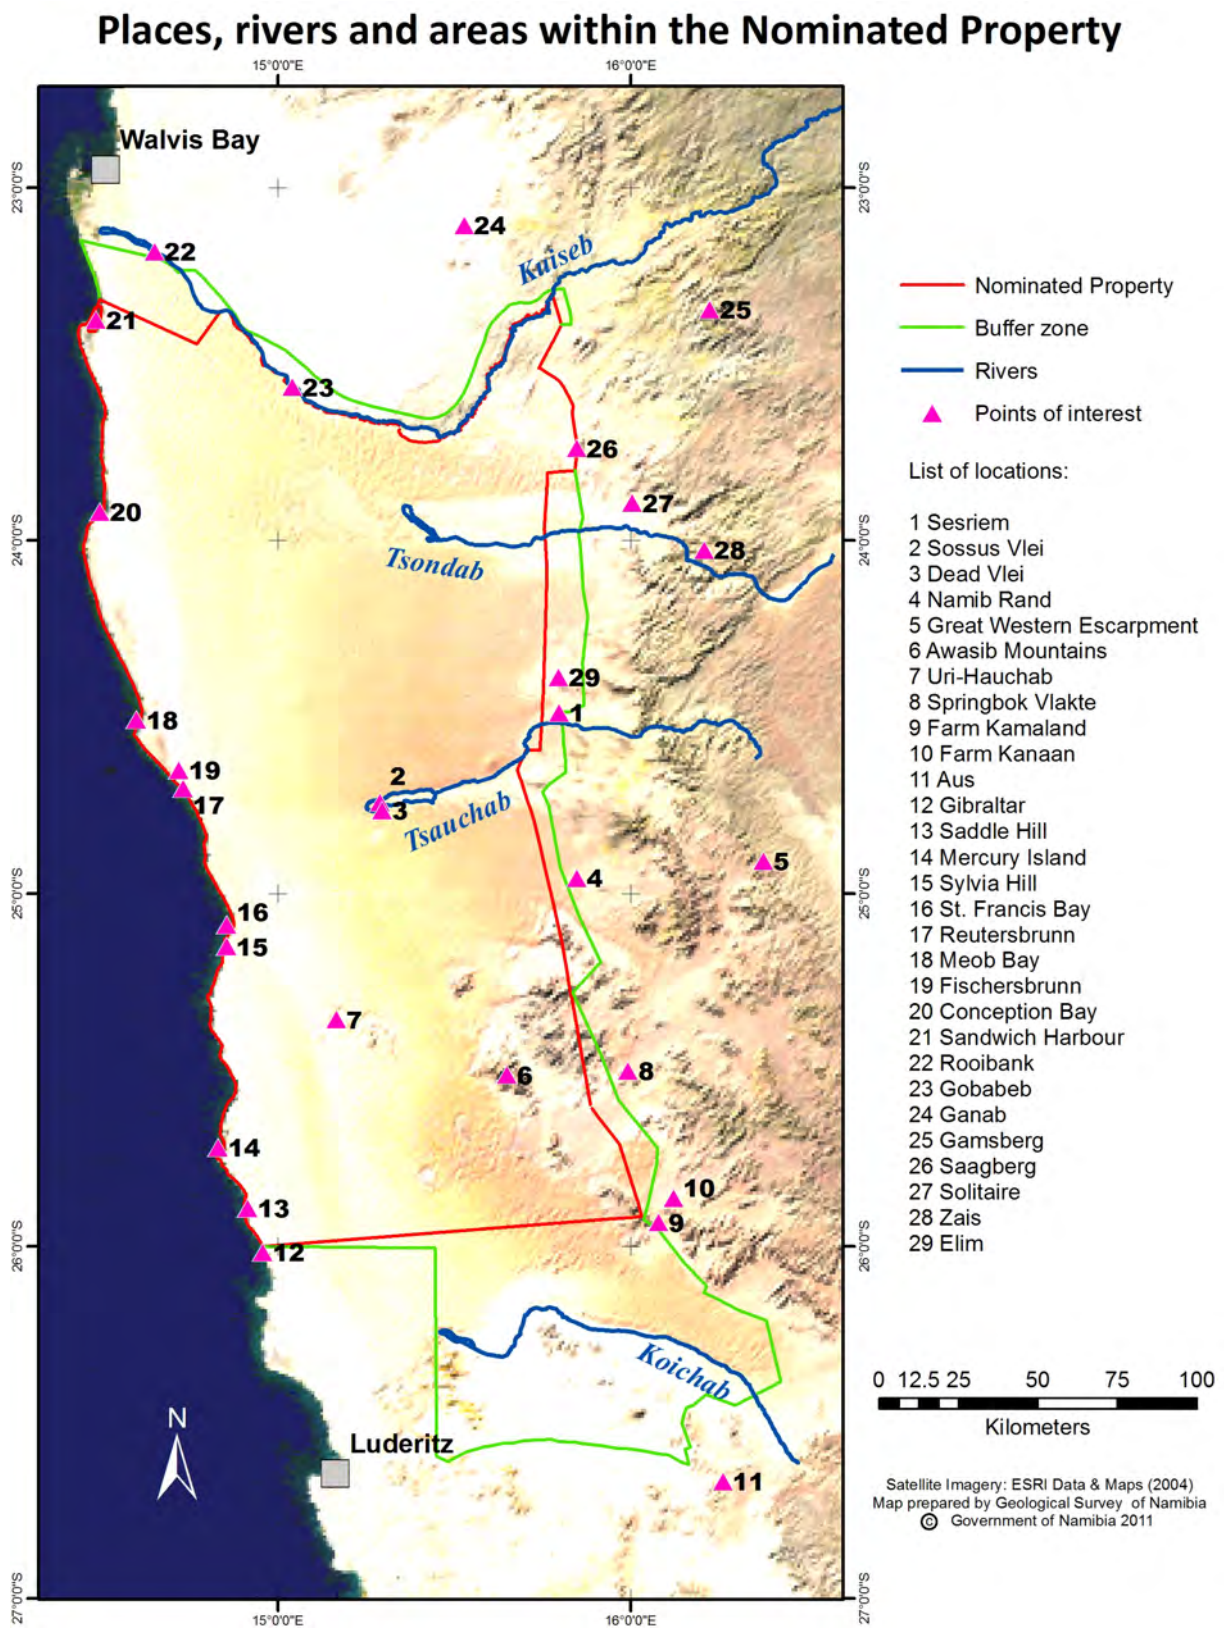 Places, rivers and areas within the Nominated Property
15°0'0"E
16°0'0"E
Walvis Bay
23°0'0"S
23°0'0"S
24
Kuiseb
22
21
25
23
26
20
27
24°0'0"S
24°0'0"S
Tsondab
28
29
18
1
19
2
17
3
Tsauchab
5
4
25°0'0"S
25°0'0"S
16
15
7
6
8
14
10
13
9
12
26°0'0"S
26°0'0"S
Koichab
Luderitz
N
11
27°0'0"S
27°0'0"S
15°0'0"E
16°0'0"E
Nominated Property
Buffer zone
Rivers
Points of interest
List of locations:
1 Sesriem
2 Sossus Vlei
3 Dead Vlei
4 Namib Rand
5 Great Western Escarpment
6 Awasib Mountains
7 Uri-Hauchab
8 Springbok Vlakte
9 Farm Kamaland
10 Farm Kanaan
11 Aus
12 Gibraltar
13 Saddle Hill
14 Mercury Island
15 Sylvia Hill
16 St. Francis Bay
17 Reutersbrunn
18 Meob Bay
19 Fischersbrunn
20 Conception Bay
21 Sandwich Harbour
22 Rooibank
23 Gobabeb
24 Ganab
25 Gamsberg
26 Saagberg
27 Solitaire
28 Zais
29 Elim
0 12.5 25 50 75 100
Kilometers
Satellite Imagery: ESRI Data & Maps (2004)
Map prepared by Geological Survey of Namibia
© Government of Namibia 2011